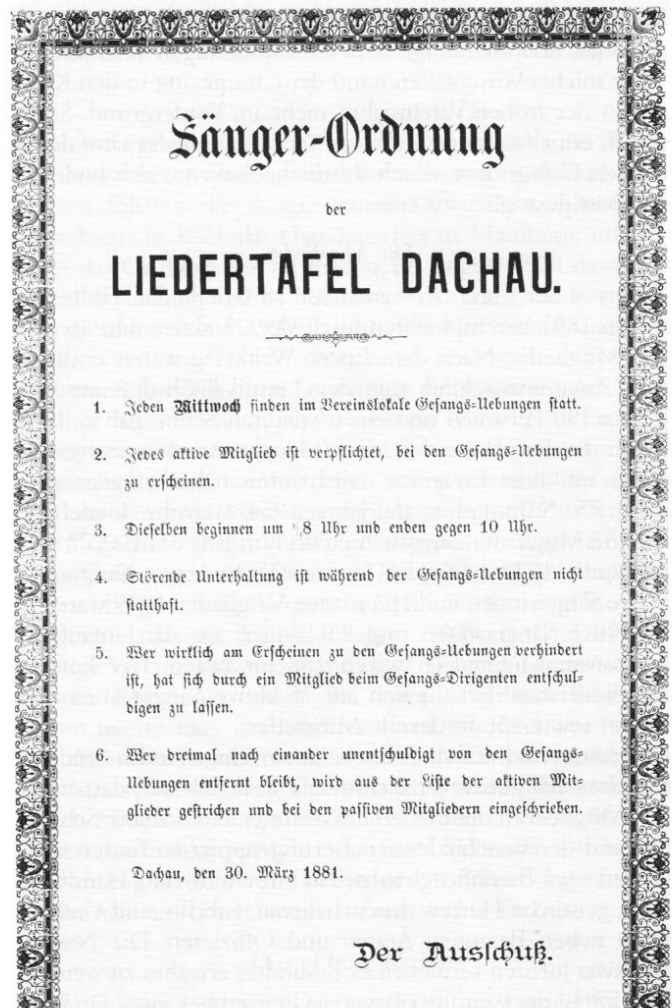 Sänger-Ordnung
der
LIEDERTAFEL DACHAU.
1. Jeden Mittwoch finden im Vereinslokale Gesangs-Uebungen statt.
2. Jedes aktive Mitglied ist verpflichtet, bei den Gesangs-Uebungen
zu erscheinen.
3. Dieselben beginnen um 8 Uhr und enden gegen 10 Uhr.
4. Störende Unterhaltung ist während der Gesangs-Uebungen nicht
statthaft.
5. Wer wirklich am Erscheinen zu den Gesangs-Uebungen verhindert
ist, hat sich durch ein Mitglied beim Gesangs-Dirigenten entschul-
digen zu lassen.
6. Wer dreimal nach einander unentschuldigt von den Gesangs-
Uebungen entfernt bleibt, wird aus der Liste der aktiven Mit-
glieder gestrichen und bei den passiven Mitgliedern eingeschrieben.
Dachau, den 30. März 1881.
Der Ausschuß.